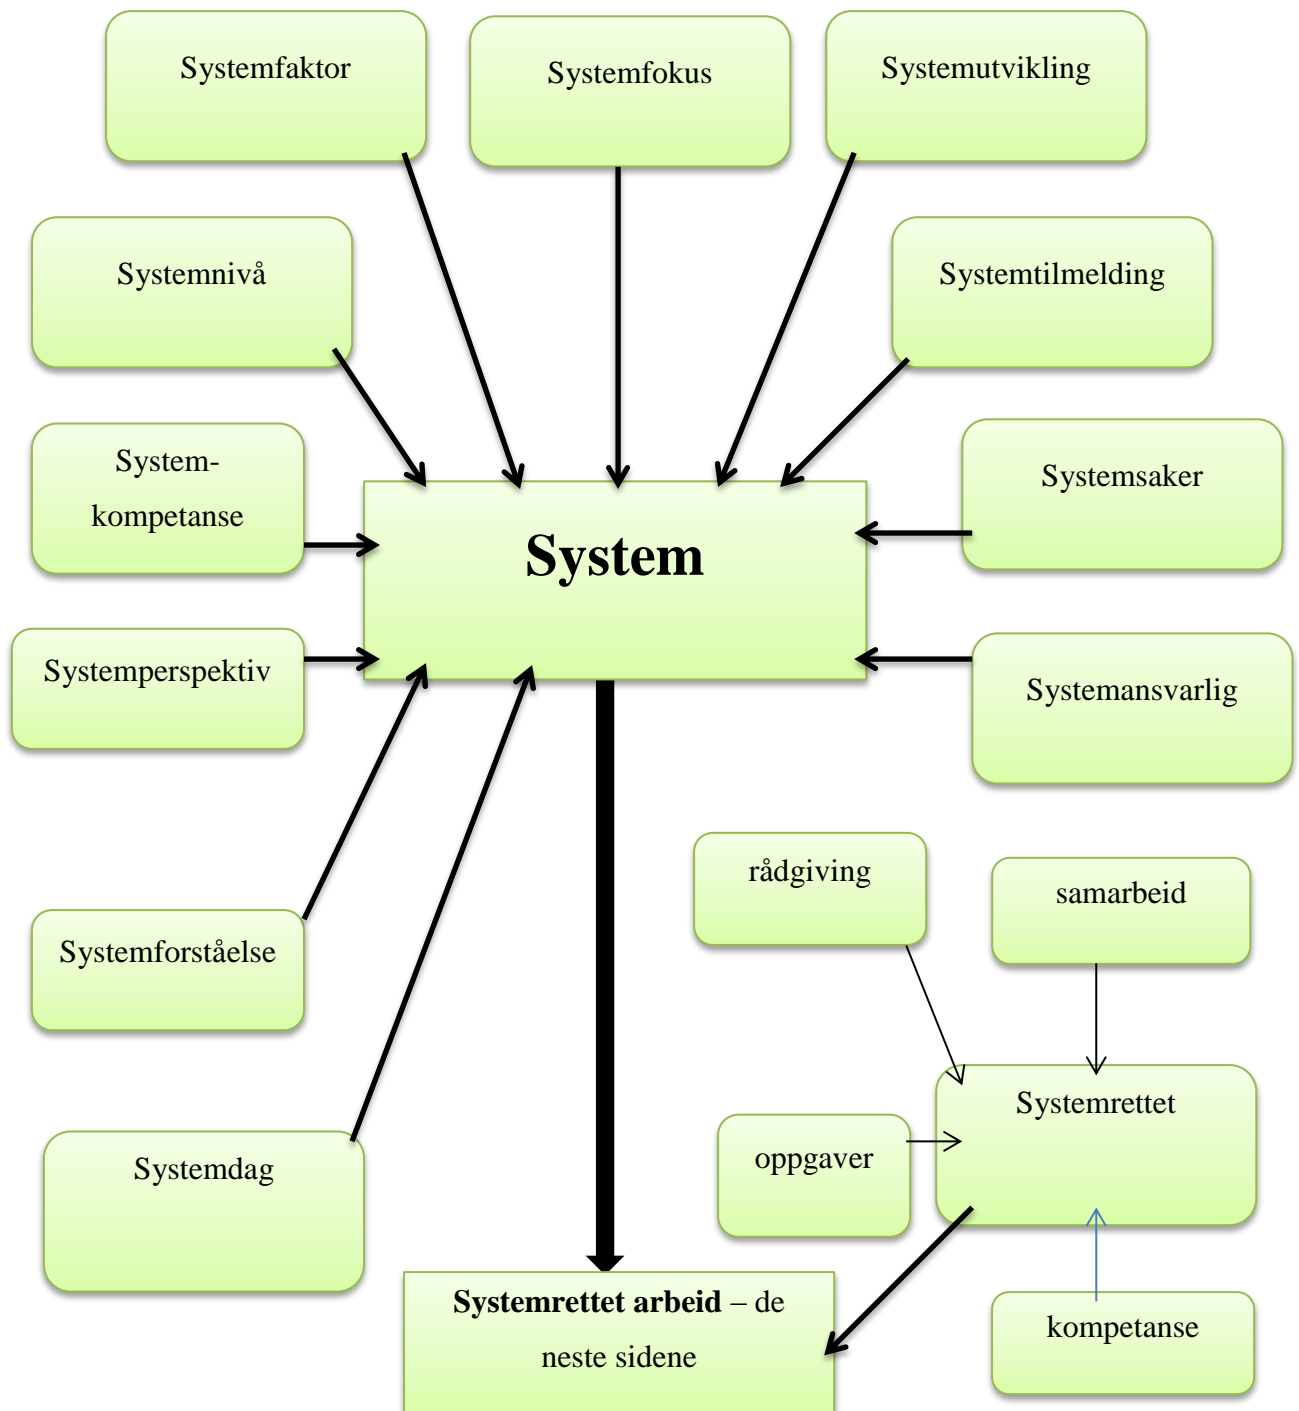 Systemfaktor
Systemfokus
Systemutvikling
Systemnivå
Systemtilmelding
System-
kompetanse
Systemsaker
System
Systemperspektiv
Systemansvarlig
rådgiving
samarbeid
Systemforståelse
Systemrettet
oppgaver
Systemdag
Systemrettet arbeid – de
neste sidene
kompetanse